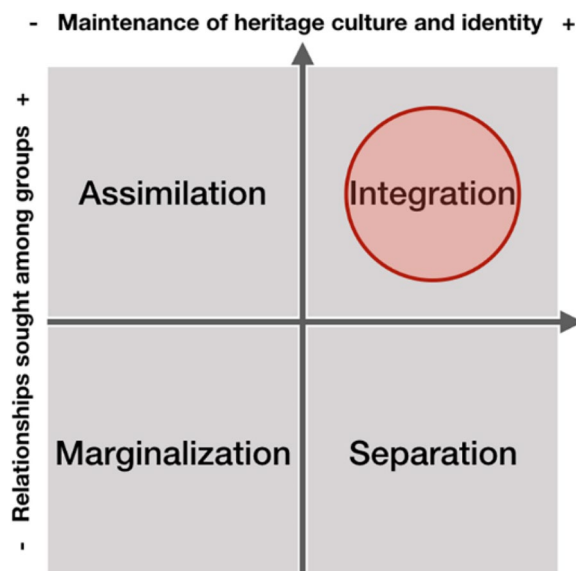 - Maintenance of heritage culture and identity +
- Relationships sought among groups +
Assimilation
Integration
Marginalization
Separation